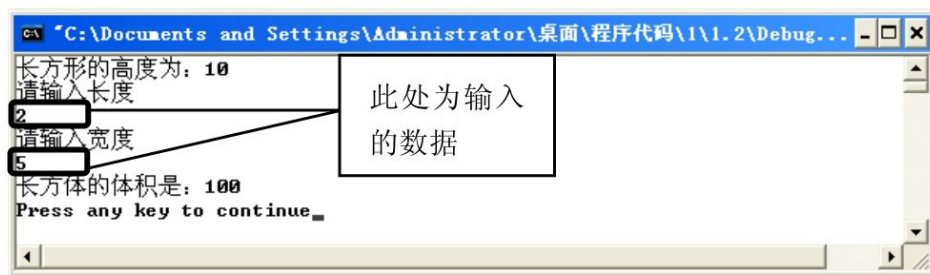 "C:\Documents and Settings\Administrator\桌面\程序代码\1\1.2\Debug...
长方形的高度为：10
请输入长度
2
请输入宽度
5
长方体的体积是：100
Press any key to continue_
此处为输入
的数据